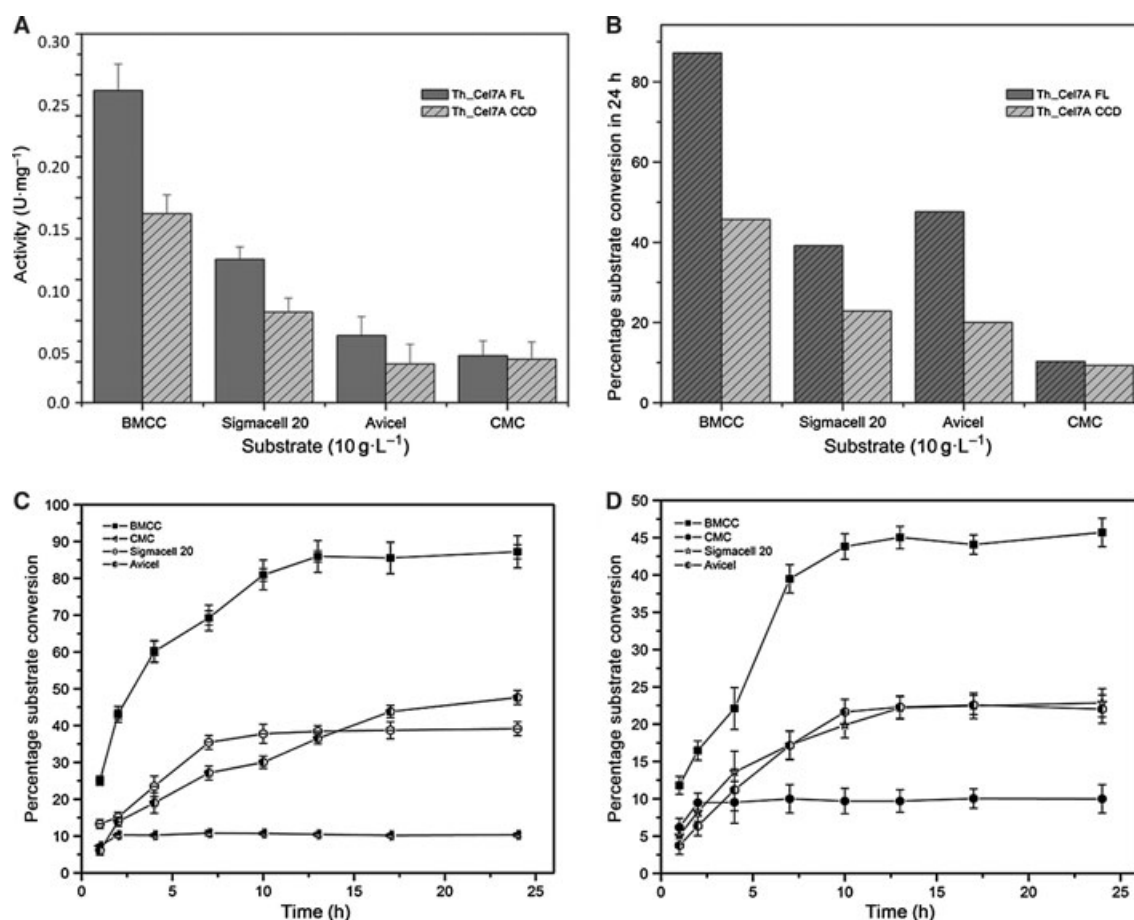 A
0.30
0.25
0.20
0.15
0.10
0.05
0.0
Activity (U·mg⁻¹)
Th_Cel7A FL
Th_Cel7A CCD
BMCC
Sigmacell 20
Avicel
CMC
Substrate (10 g·L⁻¹)
B
80
60
40
20
0
Percentage substrate conversion in 24 h
Th_Cel7A FL
Th_Cel7A CCD
BMCC
Sigmacell 20
Avicel
CMC
Substrate (10 g·L⁻¹)
C
100
90
80
70
60
50
40
30
20
10
0
Percentage substrate conversion
BMCC
CMC
Sigmacell 20
Avicel
0
5
10
15
20
25
Time (h)
D
50
45
40
35
30
25
20
15
10
5
0
Percentage substrate conversion
BMCC
CMC
Sigmacell 20
Avicel
0
5
10
15
20
25
Time (h)